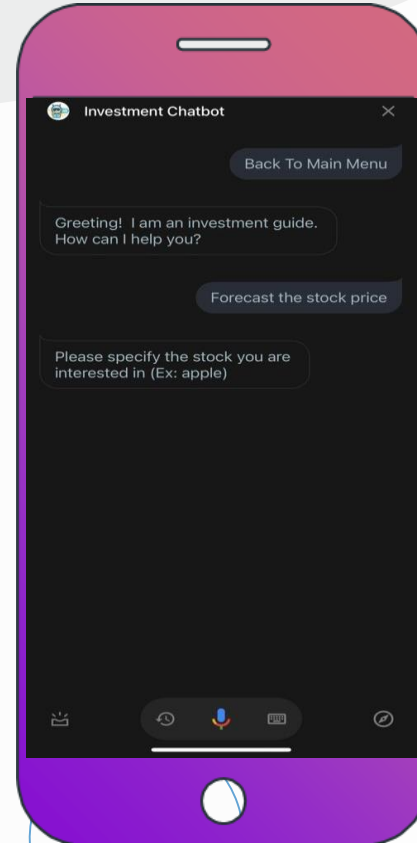 Investment Chatbot
Back To Main Menu
Greeting! I am an investment guide.
How can I help you?
Forecast the stock price
Please specify the stock you are
interested in (Ex: apple)